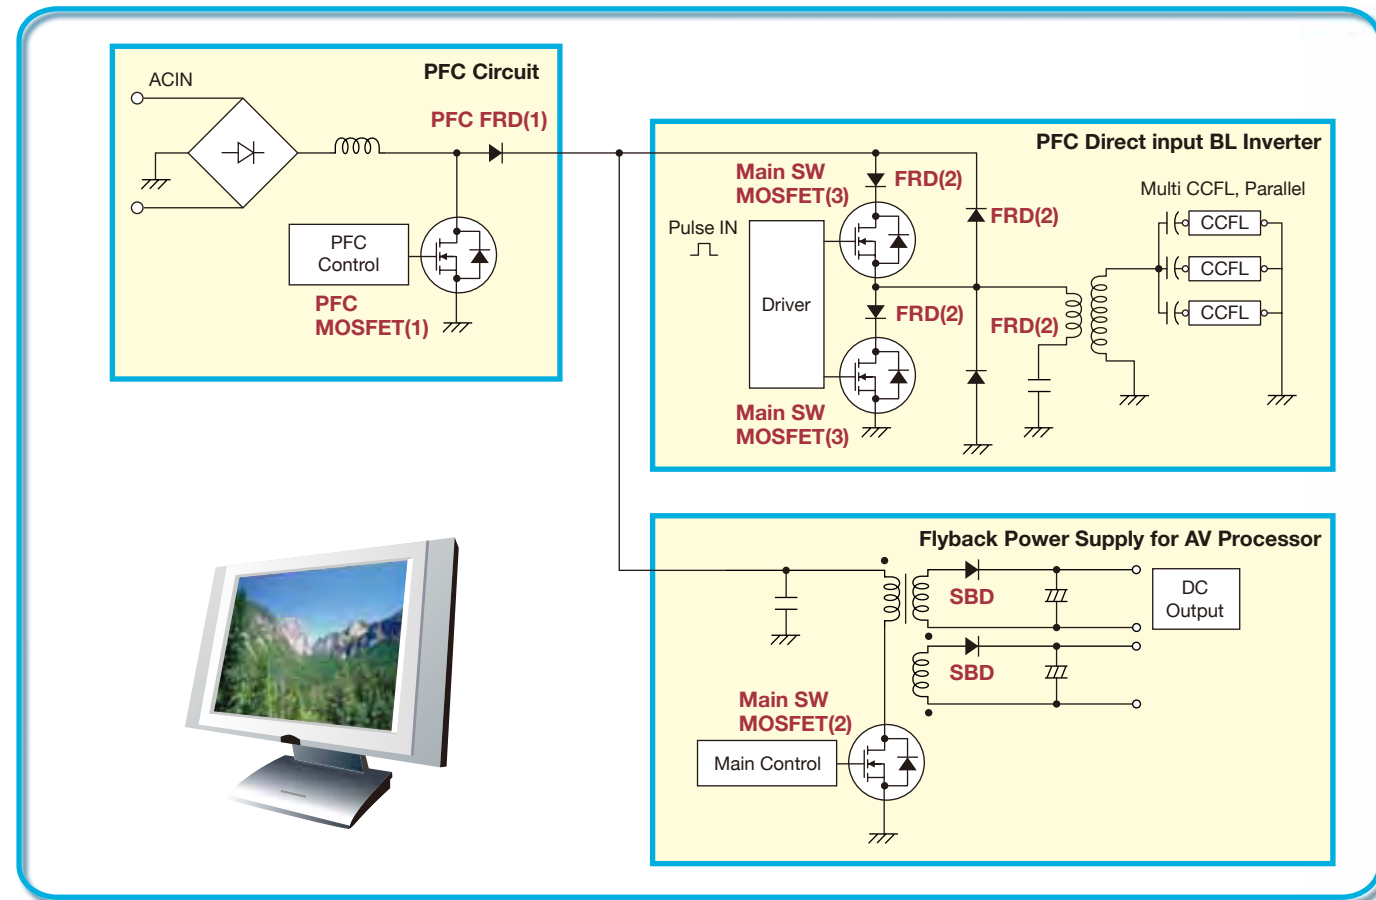 PFC Circuit
ACIN
PFC FRD(1)
PFC
Control
PFC
MOSFET(1)
PFC Direct input BL Inverter
Main SW
MOSFET(3)
FRD(2)
FRD(2)
Multi CCFL, Parallel
Pulse IN
CCFL
CCFL
CCFL
Driver
FRD(2)
FRD(2)
Main SW
MOSFET(3)
Flyback Power Supply for AV Processor
SBD
DC
Output
SBD
Main SW
MOSFET(2)
Main Control